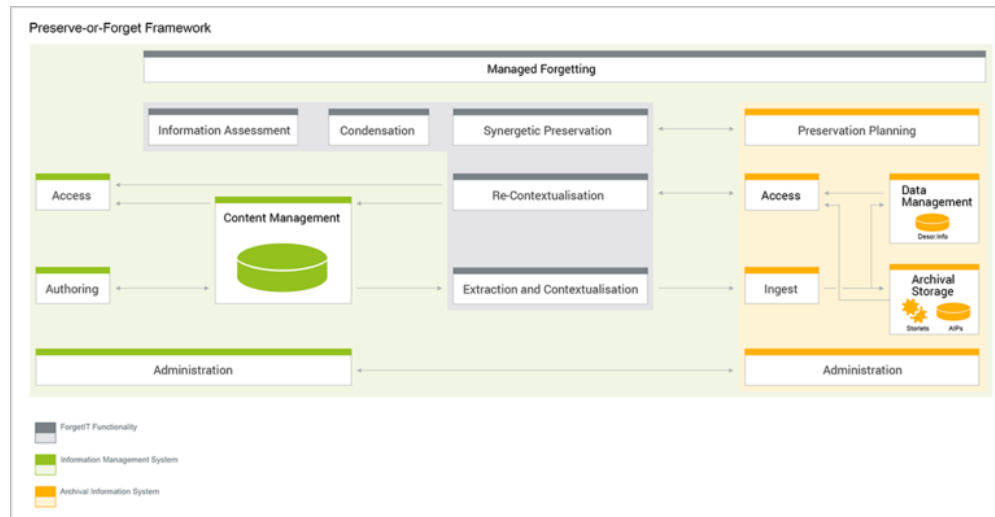 Preserve-or-Forget Framework
Managed Forgetting
Information Assessment
Condensation
Synergetic Preservation
Preservation Planning
Access
Re-Contextualisation
Access
Data
Management
Descr.Info
Content Management
Authoring
Extraction and Contextualisation
Ingest
Archival
Storage
Storlets
AIPs
Administration
Administration
ForgetIT Functionality
Information Management System
Archival Information System